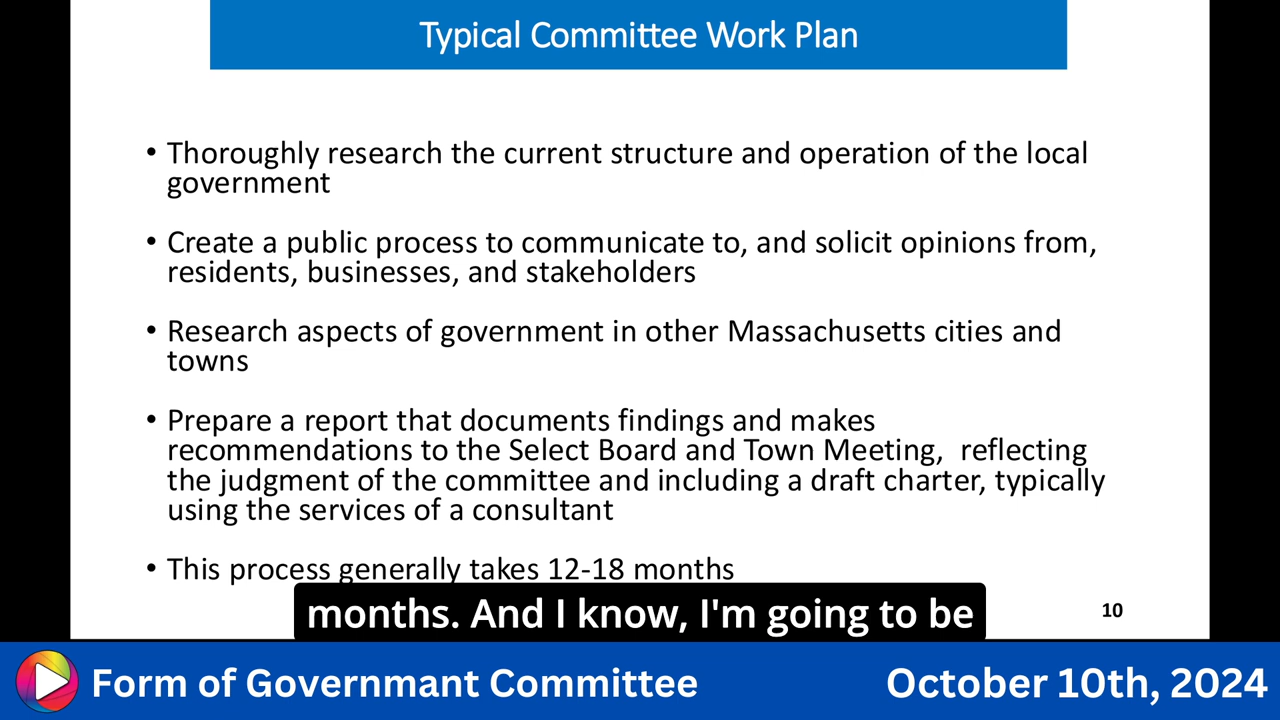 Typical Committee Work Plan
• Thoroughly research the current structure and operation of the local
government
• Create a public process to communicate to, and solicit opinions from,
residents, businesses, and stakeholders
• Research aspects of government in other Massachusetts cities and
towns
• Prepare a report that documents findings and makes
recommendations to the Select Board and Town Meeting,  reflecting
the judgment of the committee and including a draft charter, typically
using the services of a consultant
• This process generally takes 12-18 months
months. And I know, I'm going to be
10
Form of Governmant Committee
October 10th, 2024